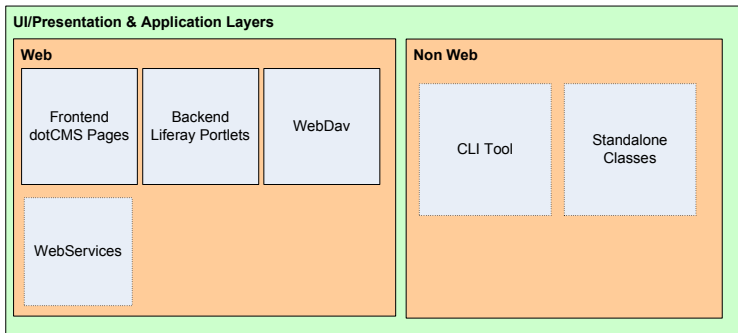 UI/Presentation & Application Layers
Web
Frontend
dotCMS Pages
Backend
Liferay Portlets
WebDav
WebServices
Non Web
CLI Tool
Standalone
Classes